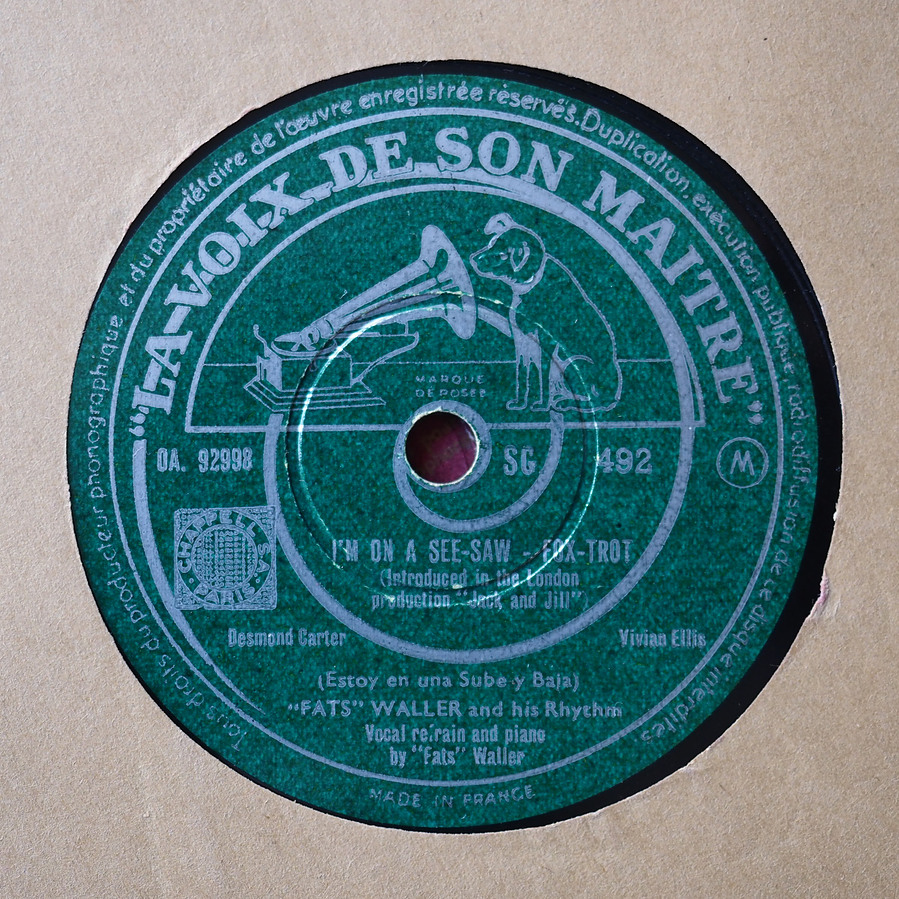 Tous droits du producteur phonographique et du propriétaire de l'œuvre enregistrée réservés. Duplication, exécution publique, radiodiffusion de ce disque interdites
"LA VOIX DE SON MAITRE"
MARQUE
DÉPOSÉE
OA. 92998
SG 492
W
CHAPPELL S.A.
PARIS
I'M ON A SEE-SAW - FOX-TROT
(Introduced in the London
production "Jack and Jill")
Desmond Carter Vivian Ellis
(Estoy en una Sube y Baja)
"FATS" WALLER and his Rhythm
Vocal refrain and piano
by "Fats" Waller
MADE IN FRANCE